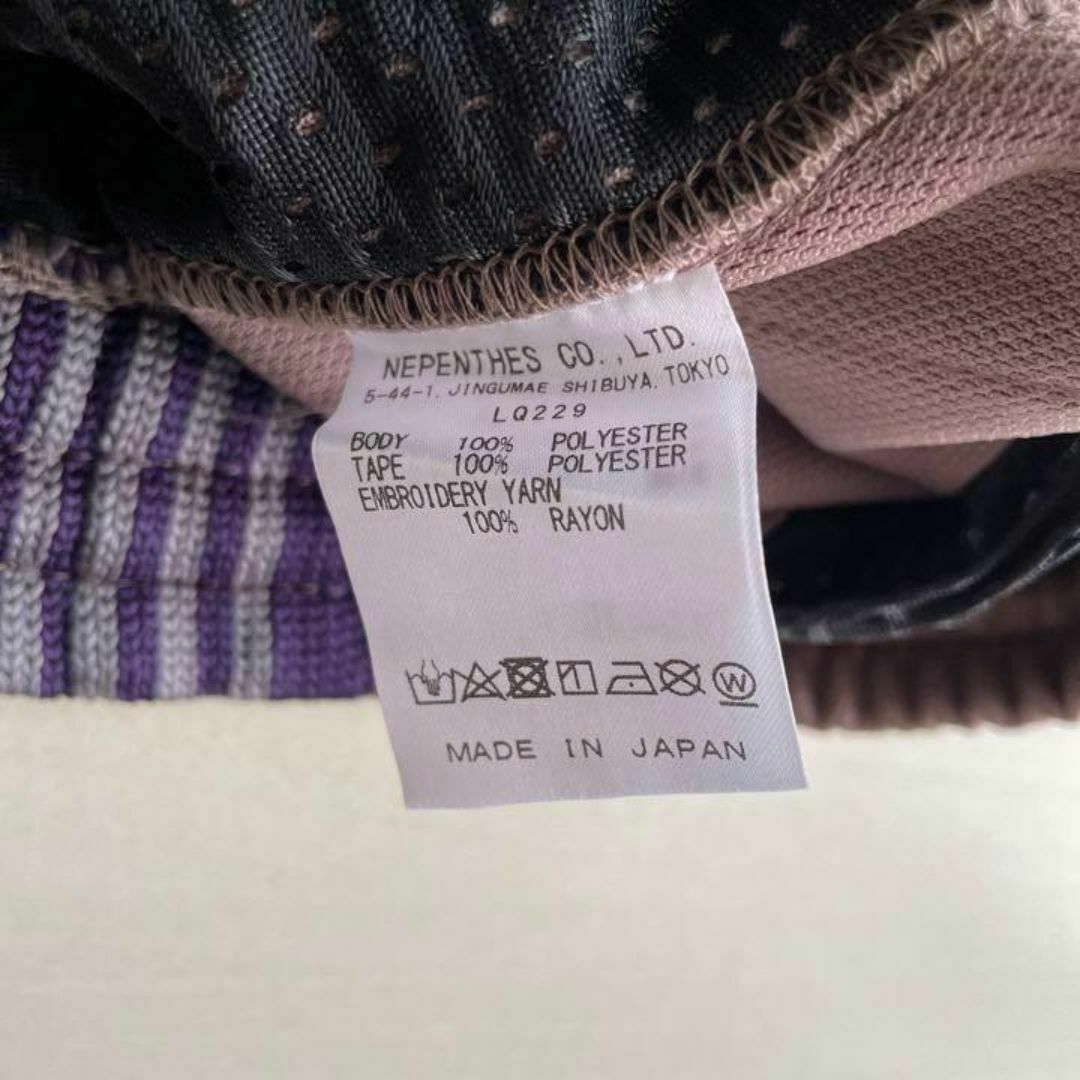 NEPENTHES CO.,LTD.
5-44-1, JINGUMAE SHIBUYA, TOKYO
LQ229
BODY 100% POLYESTER
TAPE 100% POLYESTER
EMBROIDERY YARN
100% RAYON
W
MADE IN JAPAN